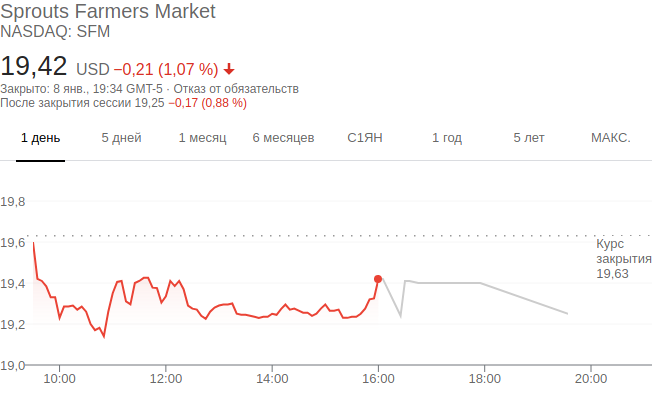 Sprouts Farmers Market
NASDAQ: SFM
19,42 USD −0,21 (1,07 %)
Закрыто: 8 янв., 19:34 GMT-5 · Отказ от обязательств
После закрытия сессии 19,25 −0,17 (0,88 %)
1 день 5 дней 1 месяц 6 месяцев С1ЯН 1 год 5 лет МАКС.
19,8
19,6
Курс
закрытия
19,63
19,4
19,2
19,0
10:00 12:00 14:00 16:00 18:00 20:00